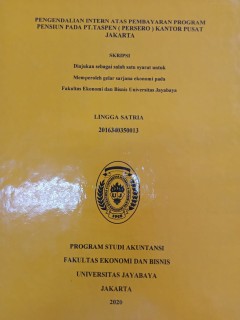 PENGENDALIAN INTERN ATAS PEMBAYARAN PROGRAM
PENSIUN PADA PT.TASPEN ( PERSERO ) KANTOR PUSAT
JAKARTA
SKRIPSI
Diajukan sebagai salah satu syarat untuk
Memperoleh gelar sarjana ekonomi pada
Fakultas Ekonomi dan Bisnis Universitas Jayabaya
LINGGA SATRIA
2016340350013
PROGRAM STUDI AKUNTANSI
FAKULTAS EKONOMI DAN BISNIS
UNIVERSITAS JAYABAYA
JAKARTA
2020